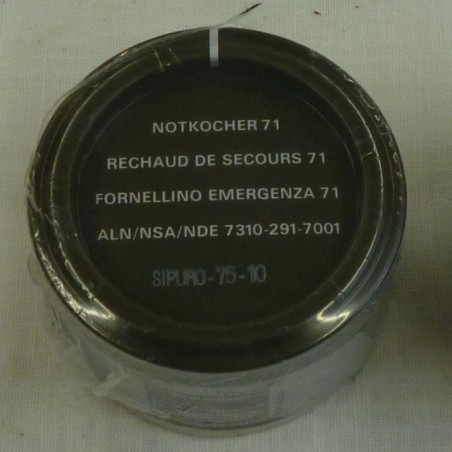 NOTKOCHER 71
RECHAUD DE SECOURS 71
FORNELLINO EMERGENZA 71
ALN/NSA/NDE 7310-291-7001
SIPURO-75-10